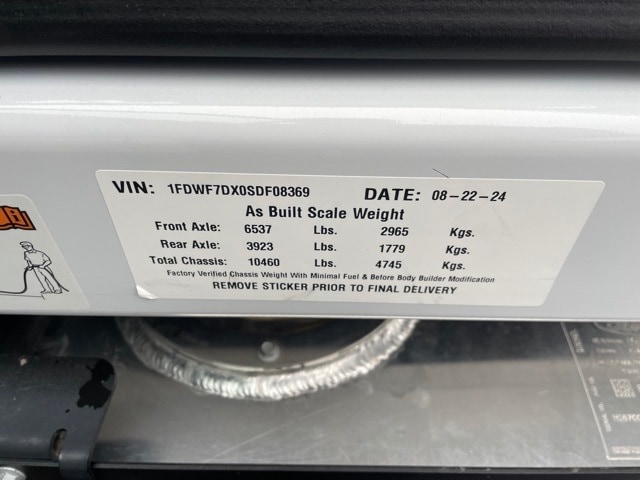 VIN: 1FDWF7DX0SDF08369 DATE: 08-22-24
As Built Scale Weight
Front Axle: 6537 Lbs. 2965 Kgs.
Rear Axle: 3923 Lbs. 1779 Kgs.
Total Chassis: 10460 Lbs. 4745 Kgs.
Factory Verified Chassis Weight With Minimal Fuel & Before Body Builder Modification
REMOVE STICKER PRIOR TO FINAL DELIVERY